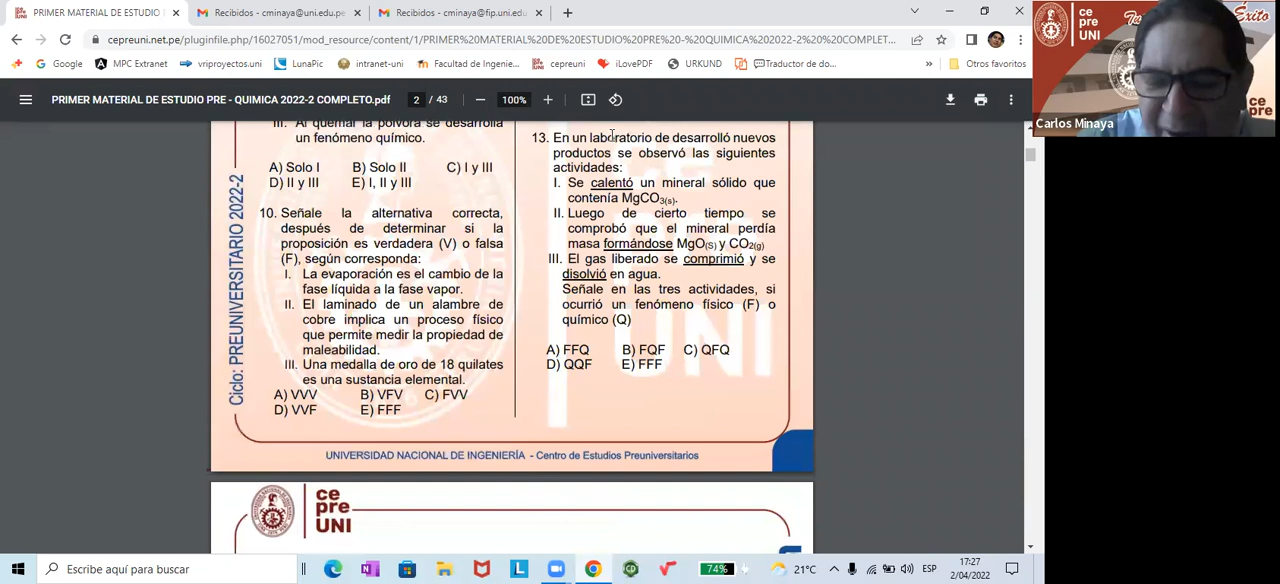 PRIMER MATERIAL DE ESTUDIO
Recibidos - cminaya@uni.edu.pe
Recibidos - cminaya@fip.uni.edu
cepreuni.net.pe/pluginfile.php/16027051/mod_resource/content/1/PRIMER%20MATERIAL%20DE%20ESTUDIO%20PRE%20-%20QUIMICA%202022-2%20%20COMPLET...
Google
MPC Extranet
vriproyectos.uni
LunaPic
intranet-uni
Facultad de Ingenie...
cepreuni
iLovePDF
URKUND
Traductor de do...
»
Otros favoritos
PRIMER MATERIAL DE ESTUDIO PRE - QUIMICA 2022-2 COMPLETO.pdf
2 / 43
100%
ce
pre
UNI
Éxito
ce
pre
Carlos Minaya
Ciclo: PREUNIVERSITARIO 2022-2
III. Al quemar la pólvora se desarrolla
un fenómeno químico.
A) Solo I B) Solo II C) I y III
D) II y III E) I, II y III
10. Señale la alternativa correcta,
después de determinar si la
proposición es verdadera (V) o falsa
(F), según corresponda:
I. La evaporación es el cambio de la
fase líquida a la fase vapor.
II. El laminado de un alambre de
cobre implica un proceso físico
que permite medir la propiedad de
maleabilidad.
III. Una medalla de oro de 18 quilates
es una sustancia elemental.
A) VVV B) VFV C) FVV
D) VVF E) FFF
13. En un laboratorio de desarrolló nuevos
productos se observó las siguientes
actividades:
I. Se calentó un mineral sólido que
contenía MgCO3(s).
II. Luego de cierto tiempo se
comprobó que el mineral perdía
masa formándose MgO(S) y CO2(g)
III. El gas liberado se comprimió y se
disolvió en agua.
Señale en las tres actividades, si
ocurrió un fenómeno físico (F) o
químico (Q)
A) FFQ B) FQF C) QFQ
D) QQF E) FFF
UNI
UNIVERSIDAD NACIONAL DE INGENIERÍA - Centro de Estudios Preuniversitarios
ce
pre
UNI
Escribe aquí para buscar
74%
21°C
ESP
17:27
2/04/2022